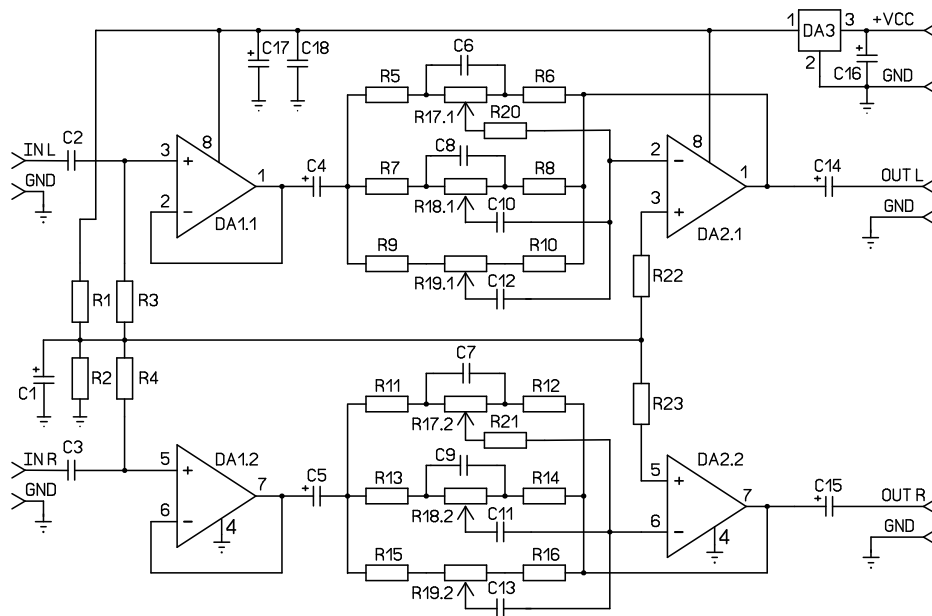 1 DA3 3 +VCC
2 C16 GND
C17 C18 C6
R5 R6
R17.1 R20
C2 C8
IN L 3 + 8 1 C4 R7 R8 2 − 8 1 C14 OUT L
GND 2 − DA1.1 R18.1 C10 3 + DA2.1 GND
R9 R10
R19.1 C12 R22
R1 R3
C1 R2 R4 C7
R11 R12 R23
R17.2 R21
C3 C9
IN R 5 + DA1.2 7 C5 R13 R14 5 + DA2.2 7 C15 OUT R
GND 6 − 4 R18.2 C11 6 − 4 GND
R15 R16
R19.2 C13